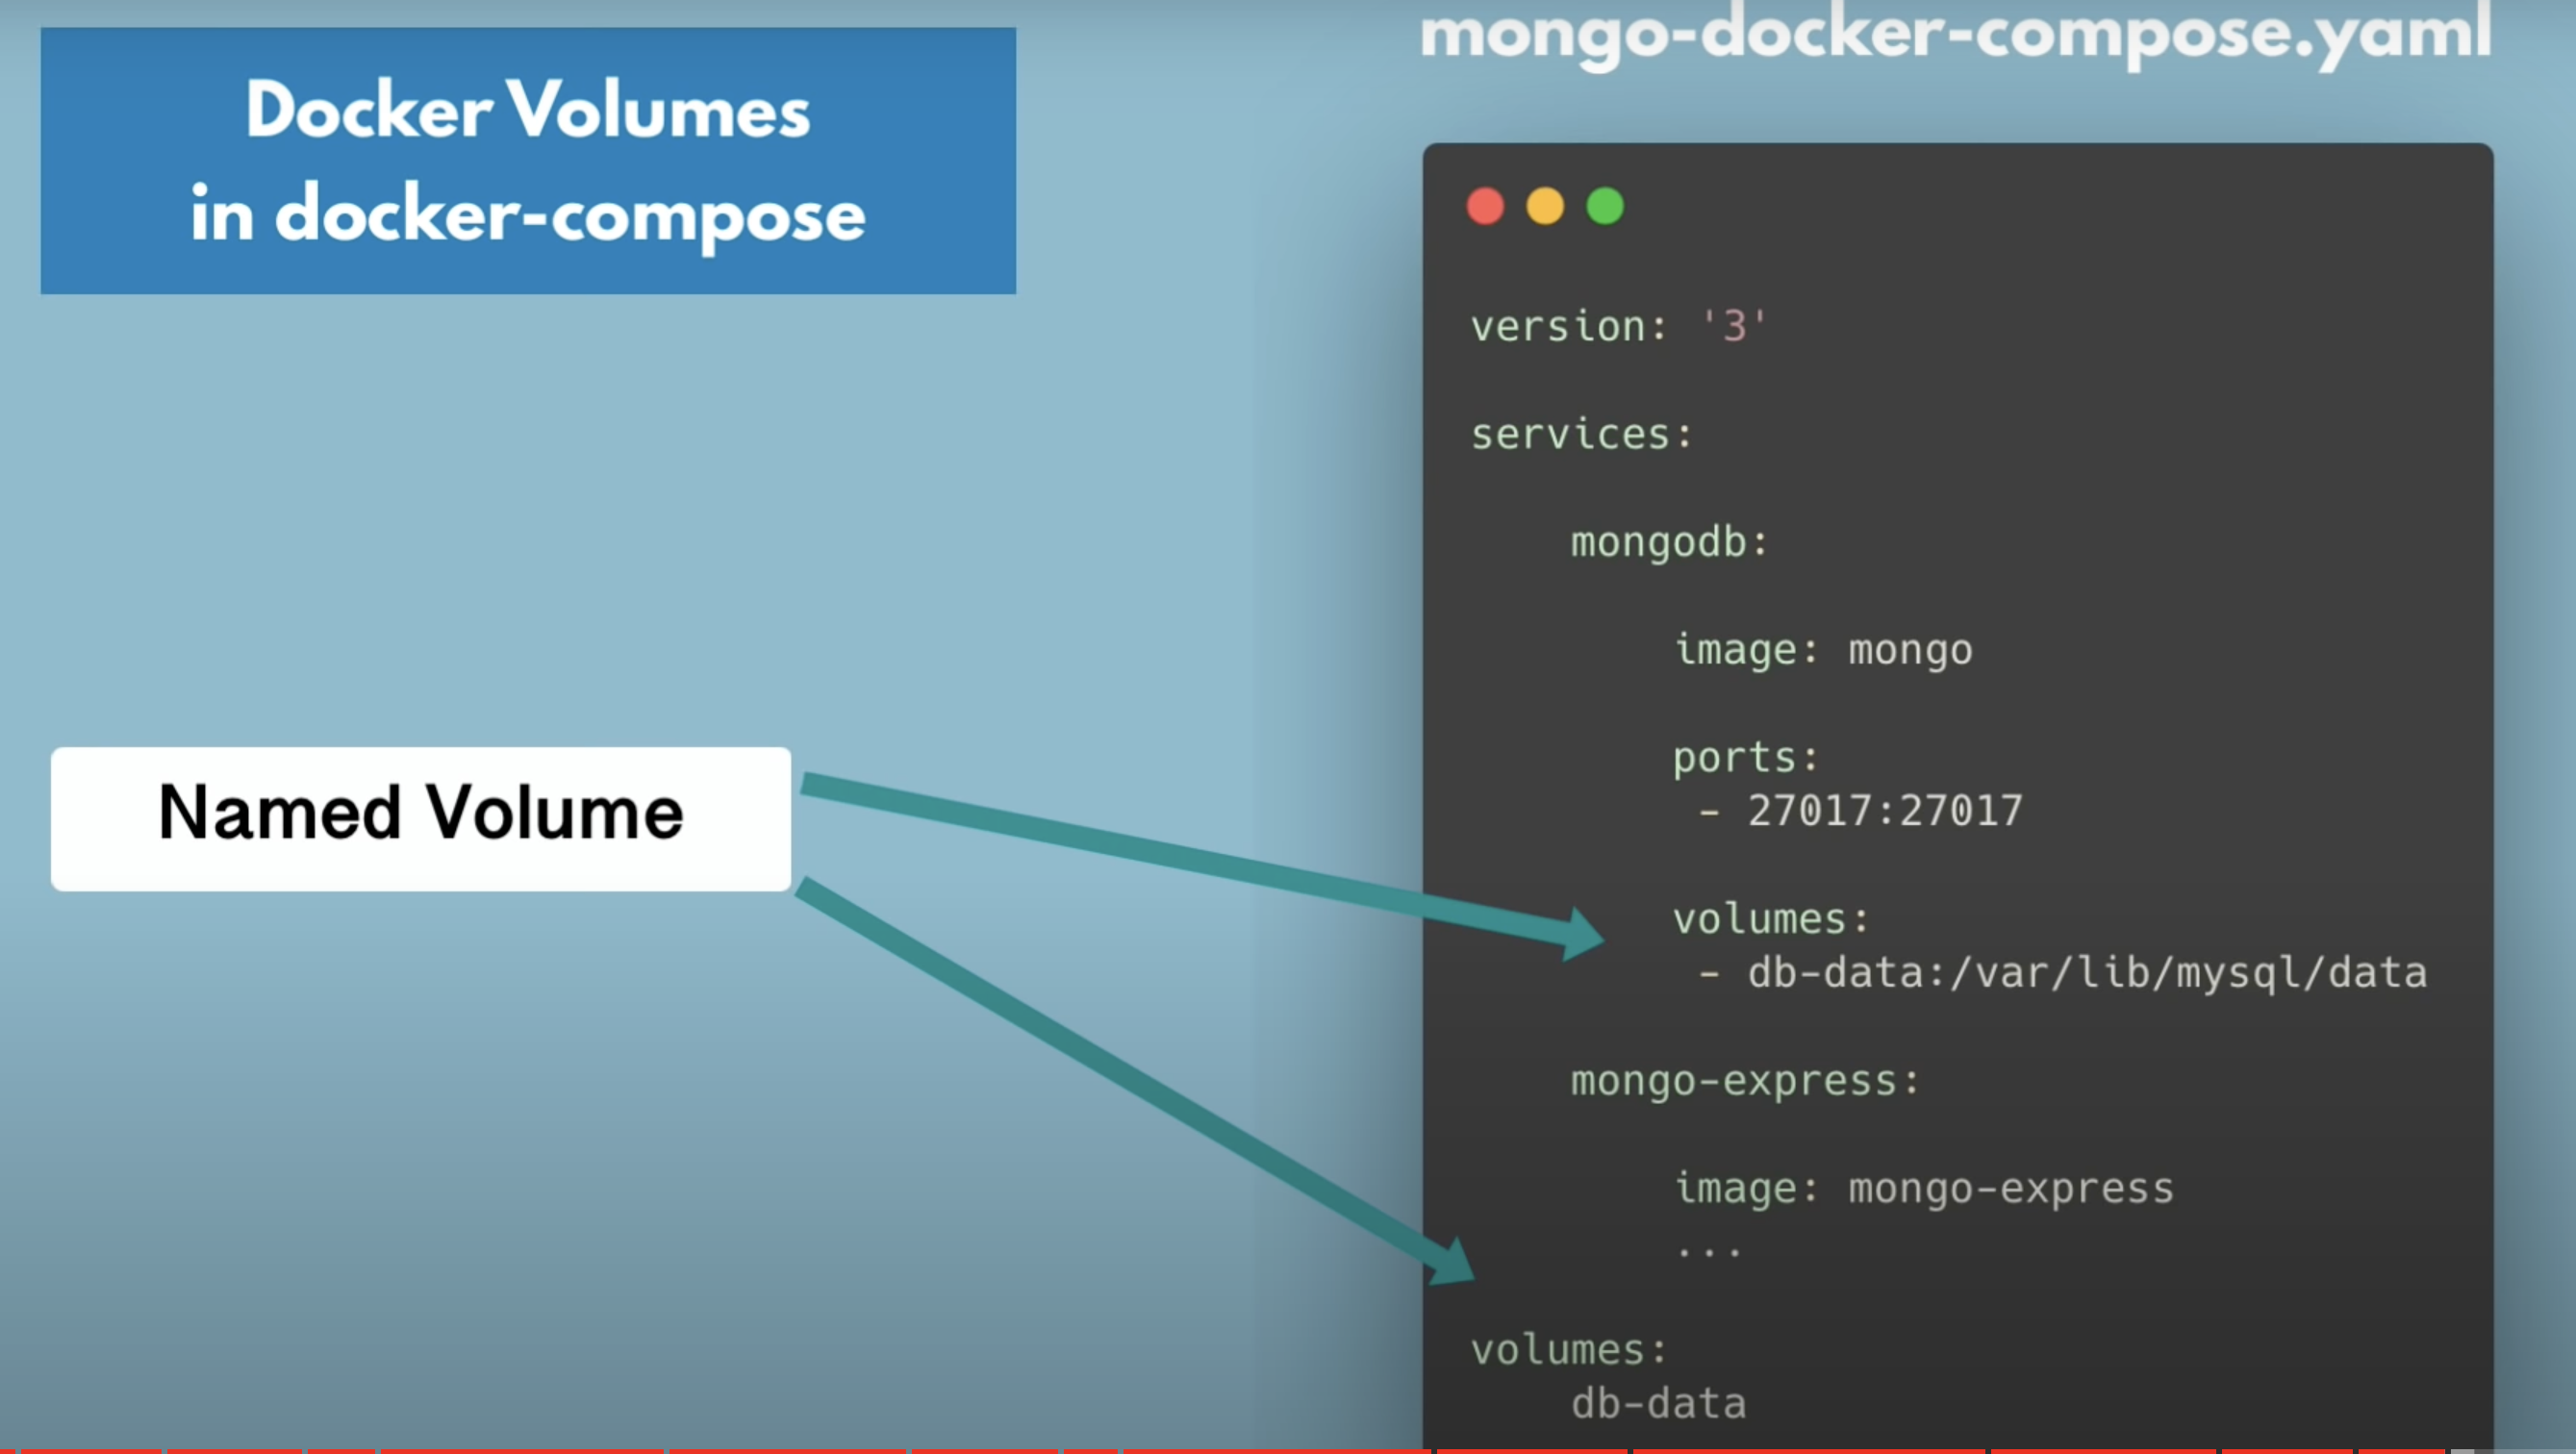 Docker Volumes
in docker-compose
Named Volume
mongo-docker-compose.yaml
version: '3'
services:
mongodb:
image: mongo
ports:
- 27017:27017
volumes:
- db-data:/var/lib/mysql/data
mongo-express:
image: mongo-express
...
volumes:
db-data